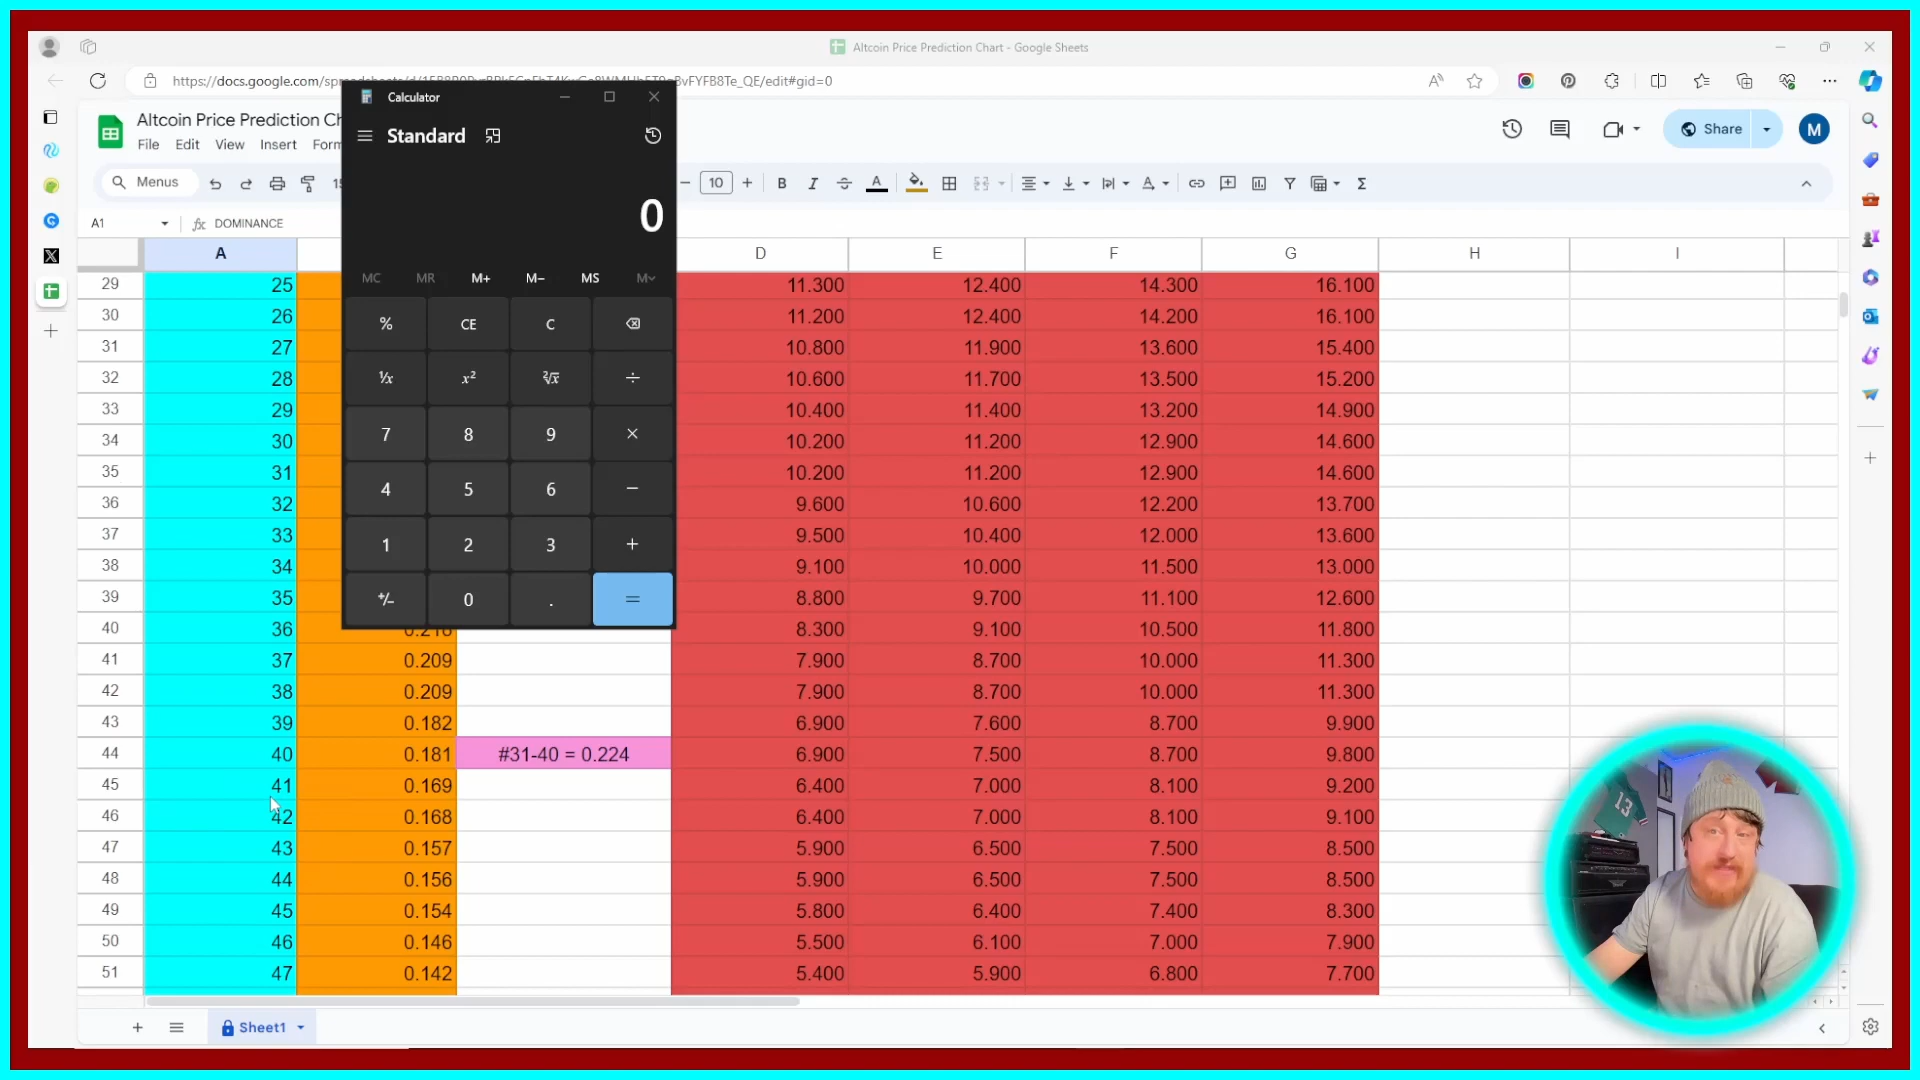 Altcoin Price Prediction Chart - Google Sheets
https://docs.google.com/spr
vFYFB8Te_QE/edit#gid=0
Calculator
Altcoin Price Prediction Ch
File Edit View Insert Form
Standard
Share
M
Menus
10
B I A
0
A1 fx DOMINANCE
A D E F G H I
MC MR M+ M− MS M
% CE C
¹⁄x x² ²√x ÷
7 8 9 ×
4 5 6 −
1 2 3 +
+/− 0 . =
29 25 11.300 12.400 14.300 16.100
30 26 11.200 12.400 14.200 16.100
31 27 10.800 11.900 13.600 15.400
32 28 10.600 11.700 13.500 15.200
33 29 10.400 11.400 13.200 14.900
34 30 10.200 11.200 12.900 14.600
35 31 10.200 11.200 12.900 14.600
36 32 9.600 10.600 12.200 13.700
37 33 9.500 10.400 12.000 13.600
38 34 9.100 10.000 11.500 13.000
39 35 8.800 9.700 11.100 12.600
40 36 0.216 8.300 9.100 10.500 11.800
41 37 0.209 7.900 8.700 10.000 11.300
42 38 0.209 7.900 8.700 10.000 11.300
43 39 0.182 6.900 7.600 8.700 9.900
44 40 0.181 #31-40 = 0.224 6.900 7.500 8.700 9.800
45 41 0.169 6.400 7.000 8.100 9.200
46 42 0.168 6.400 7.000 8.100 9.100
47 43 0.157 5.900 6.500 7.500 8.500
48 44 0.156 5.900 6.500 7.500 8.500
49 45 0.154 5.800 6.400 7.400 8.300
50 46 0.146 5.500 6.100 7.000 7.900
51 47 0.142 5.400 5.900 6.800 7.700
13
Sheet1